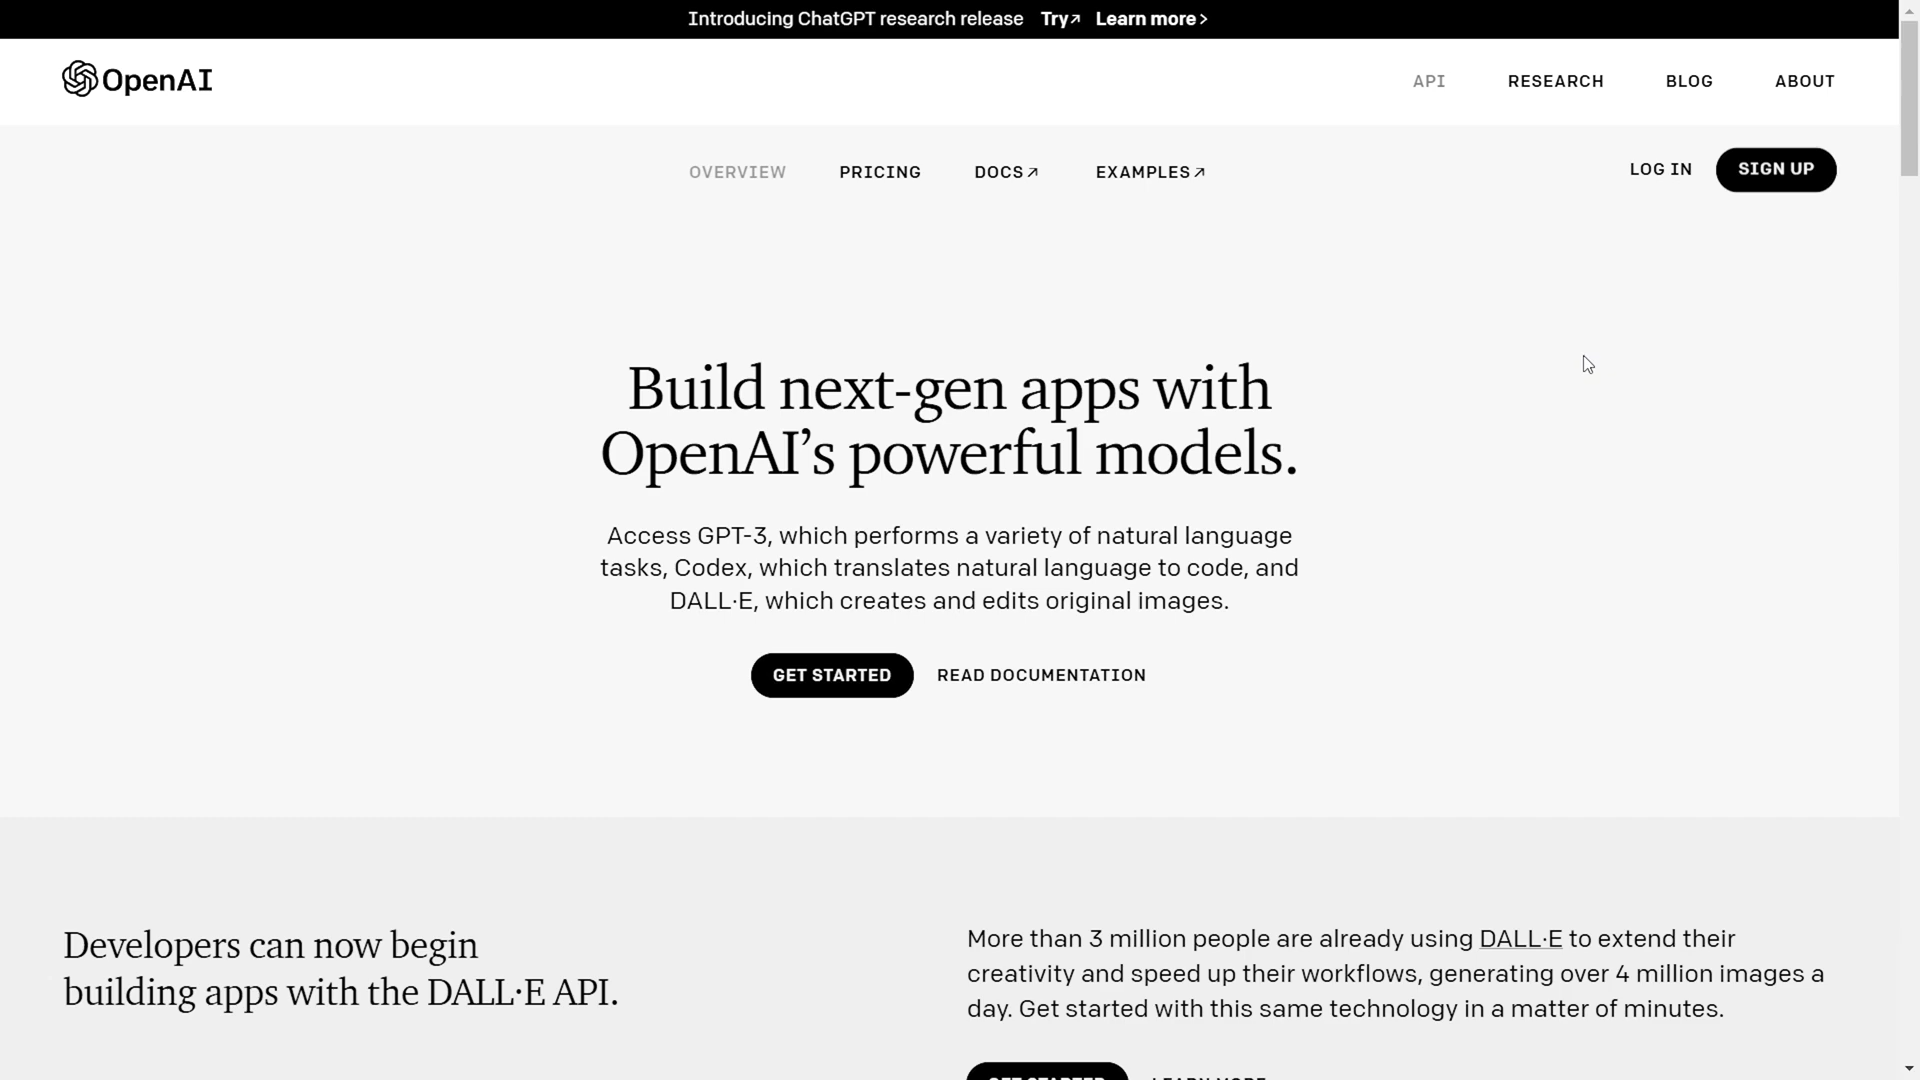 Introducing ChatGPT research release Try↗ Learn more >
OpenAI
API RESEARCH BLOG ABOUT
OVERVIEW PRICING DOCS↗ EXAMPLES↗
LOG IN SIGN UP
Build next-gen apps with
OpenAI’s powerful models.
Access GPT-3, which performs a variety of natural language
tasks, Codex, which translates natural language to code, and
DALL·E, which creates and edits original images.
GET STARTED READ DOCUMENTATION
Developers can now begin
building apps with the DALL·E API.
More than 3 million people are already using DALL·E to extend their
creativity and speed up their workflows, generating over 4 million images a
day. Get started with this same technology in a matter of minutes.
GET STARTED LEARN MORE